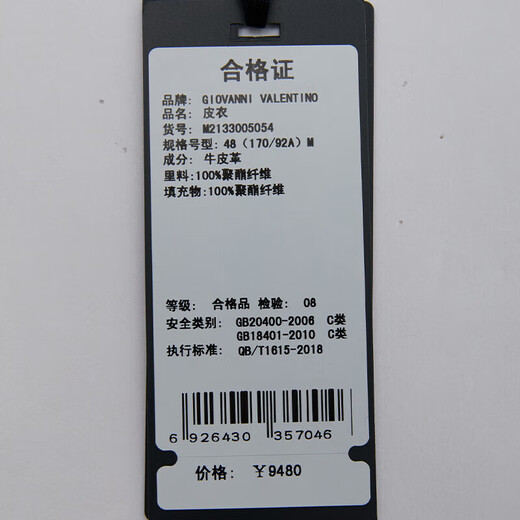 合格证
品牌: GIOVANNI VALENTINO
品名: 皮衣
货号: M2133005054
规格号型: 48 (170/92A) M
成分: 牛皮革
里料:100%聚酯纤维
填充物:100%聚酯纤维
等级: 合格品 检验: 08
安全类别: GB20400-2006 C类
GB18401-2010 C类
执行标准: QB/T1615-2018
6 926430 357046
价格: ￥9480